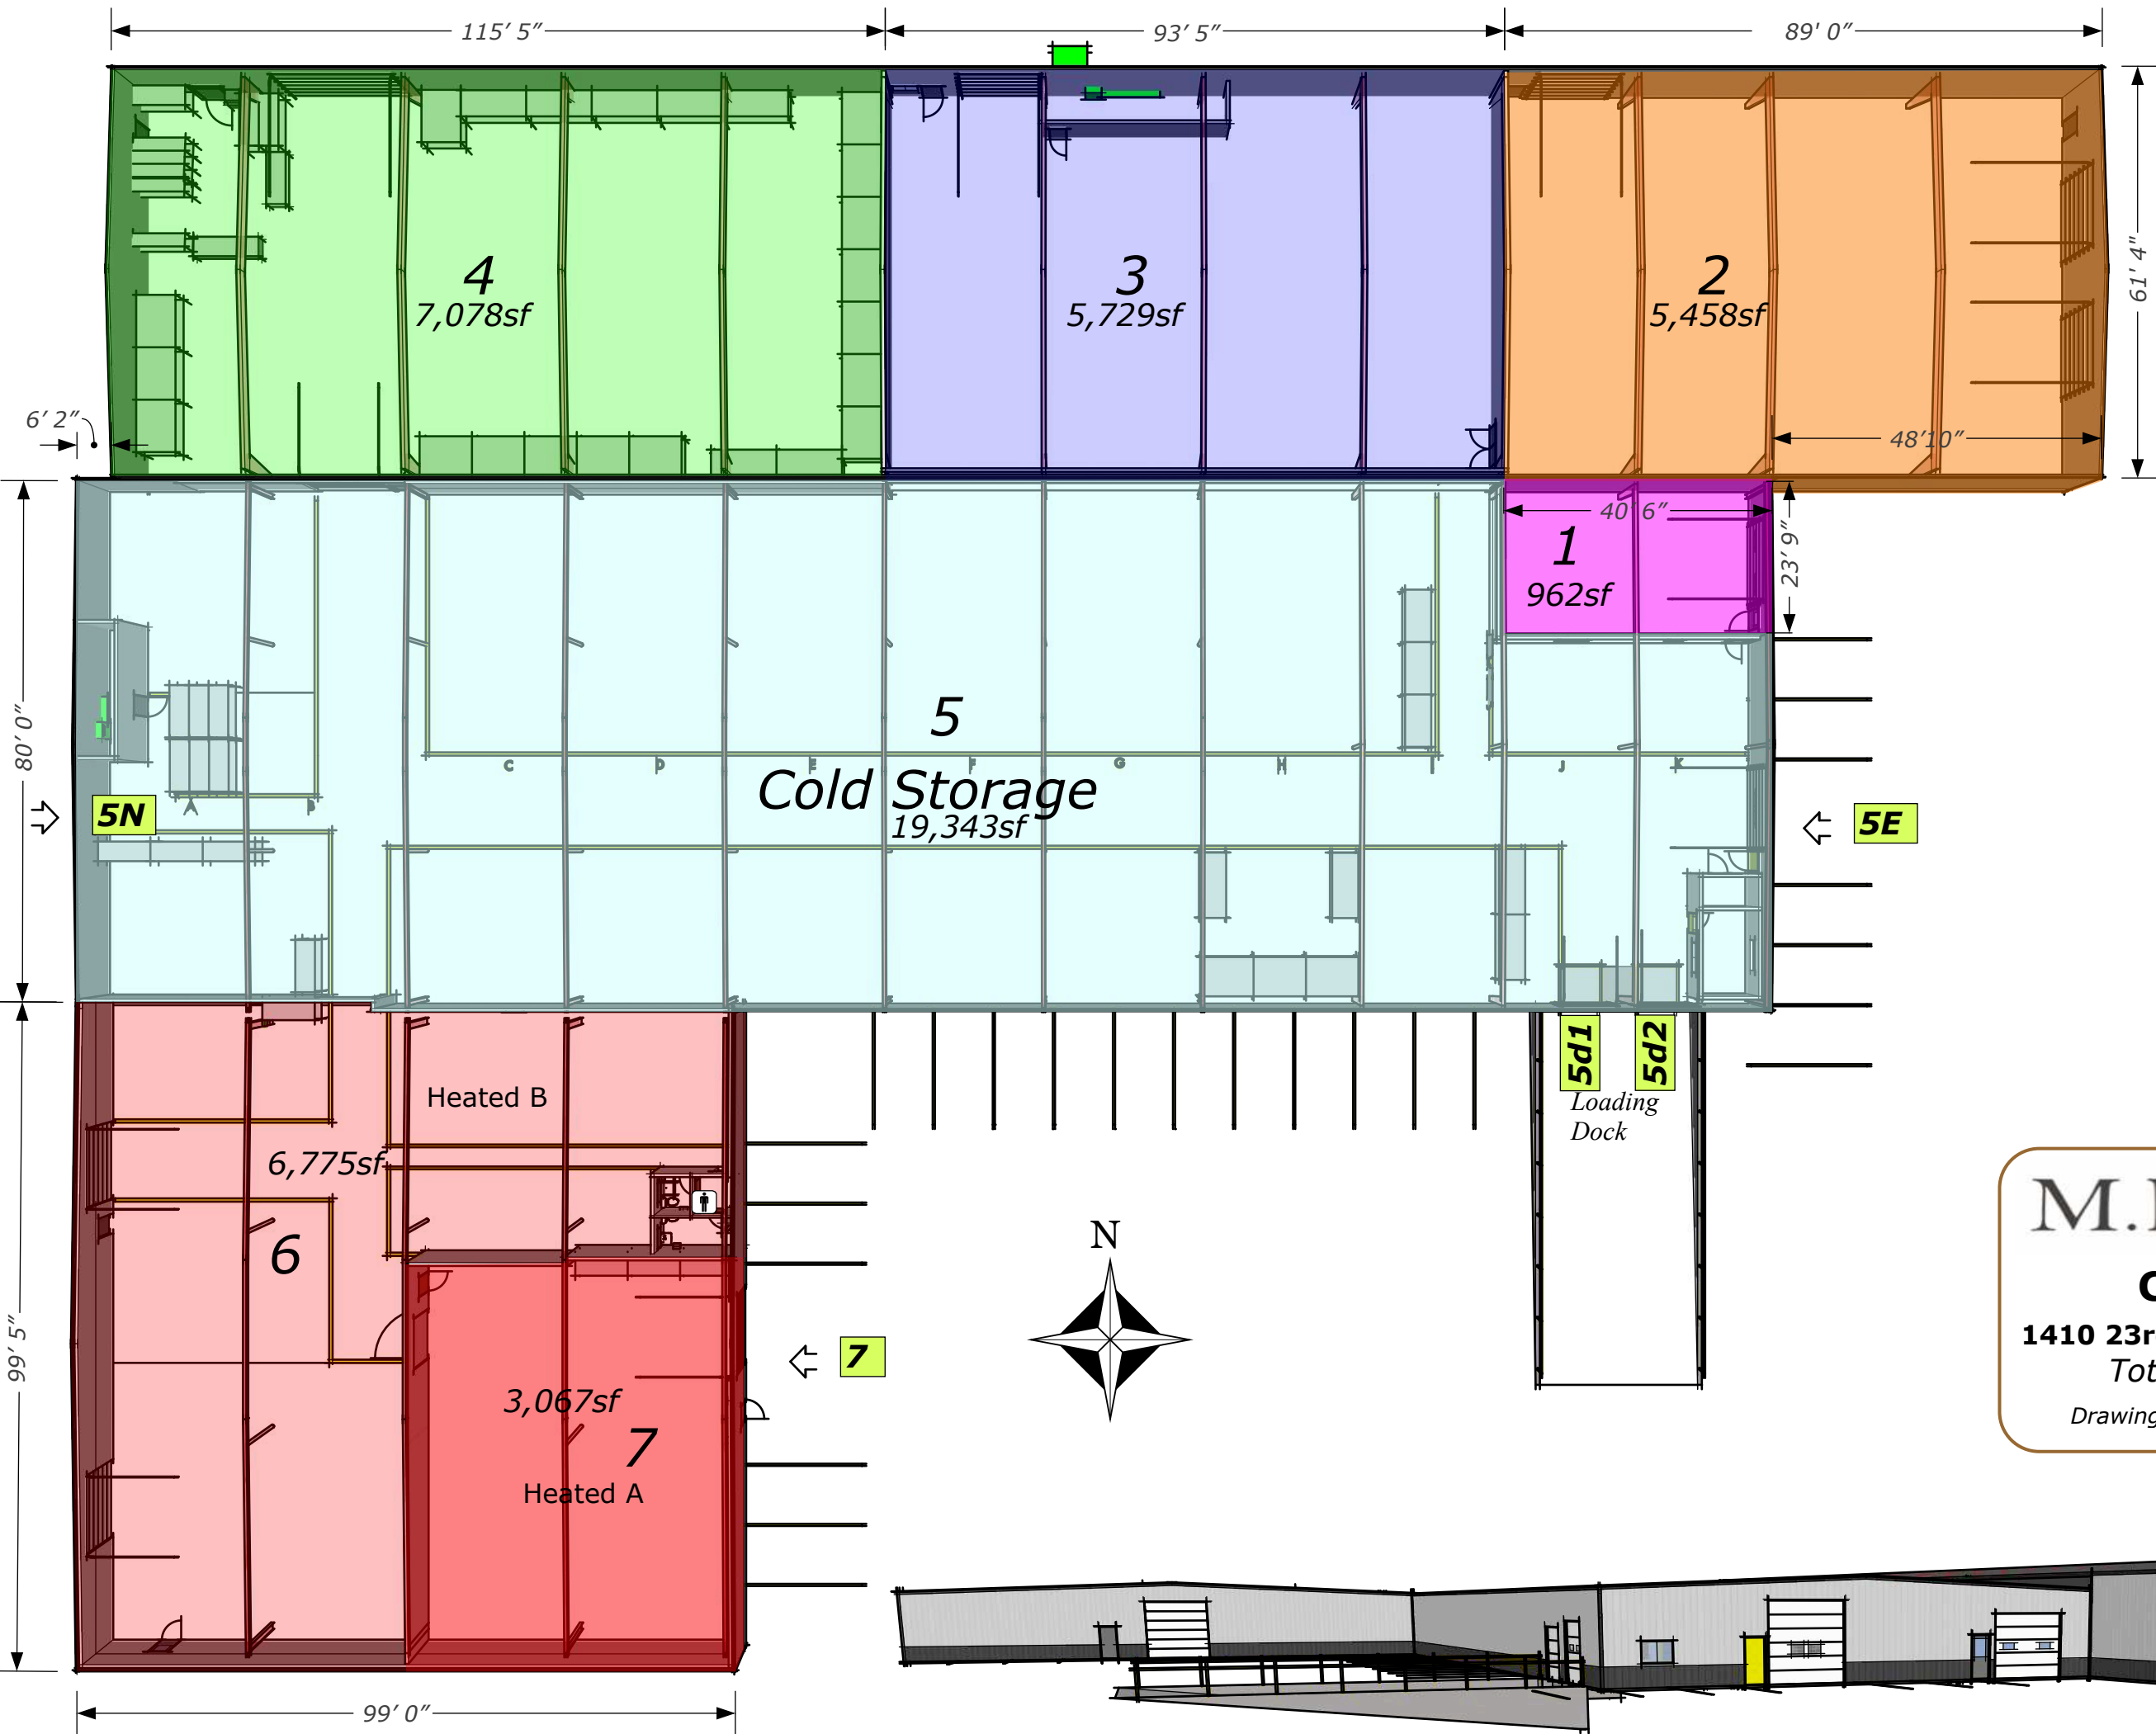 115′ 5″
93′ 5″
89' 0″
61' 4"
4
7,078sf
3
5,729sf
2
5,458sf
6′ 2″
48′10″
40′ 6″
23′ 9″
1
962sf
80′ 0″
5
Cold Storage
19,343sf
C
D
E
F
G
H
I
J
K
A
B
5N
5E
5d1
5d2
Loading
Dock
Heated B
6,775sf
6
N
7
3,067sf
7
Heated A
99′ 5″
99′ 0″
M.
1410 23r
Tot
Drawing